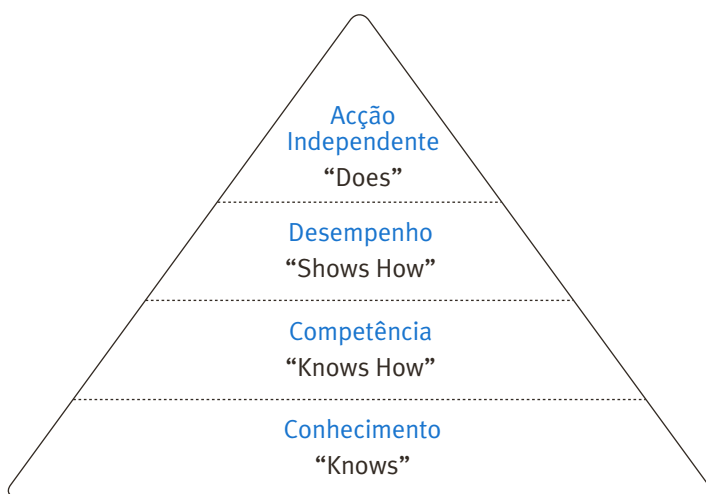 Acção
Independente
“Does”
Desempenho
“Shows How”
Competência
“Knows How”
Conhecimento
“Knows”